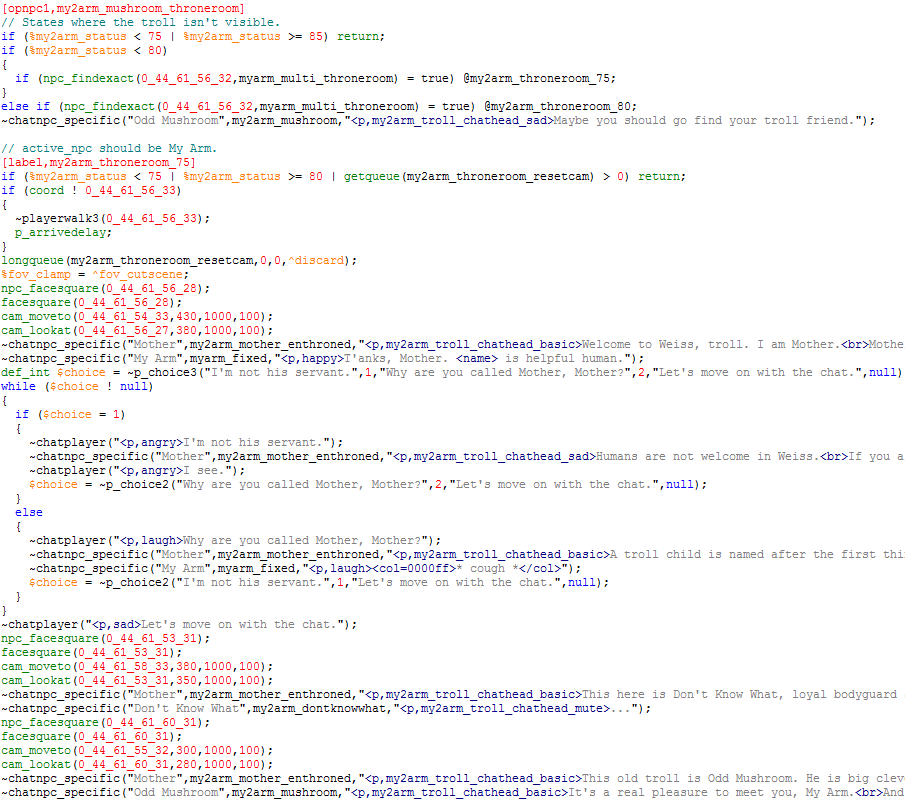 [opnpc1,my2arm_mushroom_throneroom]
// States where the troll isn't visible.
if (%my2arm_status < 75 | %my2arm_status >= 85) return;
if (%my2arm_status < 80)
{
  if (npc_findexact(0_44_61_56_32,myarm_multi_throneroom) = true) @my2arm_throneroom_75;
}
else if (npc_findexact(0_44_61_56_32,myarm_multi_throneroom) = true) @my2arm_throneroom_80;
~chatnpc_specific("Odd Mushroom",my2arm_mushroom,"<p,my2arm_troll_chathead_sad>Maybe you should go find your troll friend.");

// active_npc should be My Arm.
[label,my2arm_throneroom_75]
if (%my2arm_status < 75 | %my2arm_status >= 80 | getqueue(my2arm_throneroom_resetcam) > 0) return;
if (coord ! 0_44_61_56_33)
{
  ~playerwalk3(0_44_61_56_33);
  p_arrivedelay;
}
longqueue(my2arm_throneroom_resetcam,0,0,^discard);
%fov_clamp = ^fov_cutscene;
npc_facesquare(0_44_61_56_28);
facesquare(0_44_61_56_28);
cam_moveto(0_44_61_54_33,430,1000,100);
cam_lookat(0_44_61_56_27,380,1000,100);
~chatnpc_specific("Mother",my2arm_mother_enthroned,"<p,my2arm_troll_chathead_basic>Welcome to Weiss, troll. I am Mother.<br>Mothe
~chatnpc_specific("My Arm",myarm_fixed,"<p,happy>T'anks, Mother. <name> is helpful human.");
def_int $choice = ~p_choice3("I'm not his servant.",1,"Why are you called Mother, Mother?",2,"Let's move on with the chat.",null)
while ($choice ! null)
{
  if ($choice = 1)
  {
    ~chatplayer("<p,angry>I'm not his servant.");
    ~chatnpc_specific("Mother",my2arm_mother_enthroned,"<p,my2arm_troll_chathead_sad>Humans are not welcome in Weiss.<br>If you a
    ~chatplayer("<p,angry>I see.");
    $choice = ~p_choice2("Why are you called Mother, Mother?",2,"Let's move on with the chat.",null);
  }
  else
  {
    ~chatplayer("<p,laugh>Why are you called Mother, Mother?");
    ~chatnpc_specific("Mother",my2arm_mother_enthroned,"<p,my2arm_troll_chathead_basic>A troll child is named after the first thi
    ~chatnpc_specific("My Arm",myarm_fixed,"<p,laugh><col=0000ff>* cough *</col>");
    $choice = ~p_choice2("I'm not his servant.",1,"Let's move on with the chat.",null);
  }
}
~chatplayer("<p,sad>Let's move on with the chat.");
npc_facesquare(0_44_61_53_31);
facesquare(0_44_61_53_31);
cam_moveto(0_44_61_58_33,380,1000,100);
cam_lookat(0_44_61_53_31,350,1000,100);
~chatnpc_specific("Mother",my2arm_mother_enthroned,"<p,my2arm_troll_chathead_basic>This here is Don't Know What, loyal bodyguard
~chatnpc_specific("Don't Know What",my2arm_dontknowwhat,"<p,my2arm_troll_chathead_mute>...");
npc_facesquare(0_44_61_60_31);
facesquare(0_44_61_60_31);
cam_moveto(0_44_61_55_32,300,1000,100);
cam_lookat(0_44_61_60_31,280,1000,100);
~chatnpc_specific("Mother",my2arm_mother_enthroned,"<p,my2arm_troll_chathead_basic>This old troll is Odd Mushroom. He is big clev
~chatnpc_specific("Odd Mushroom",my2arm_mushroom,"<p,my2arm_troll_chathead_basic>It's a real pleasure to meet you, My Arm.<br>And